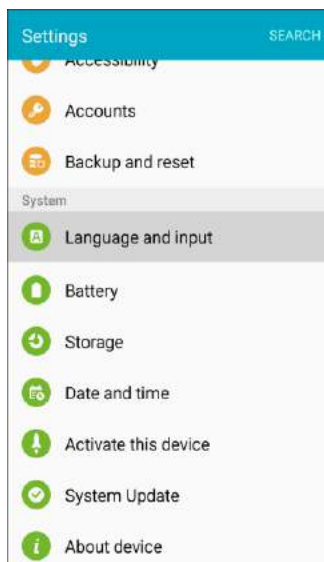 Settings
SEARCH
Accessibility
Accounts
Backup and reset
System
Language and input
Battery
Storage
Date and time
Activate this device
System Update
About device